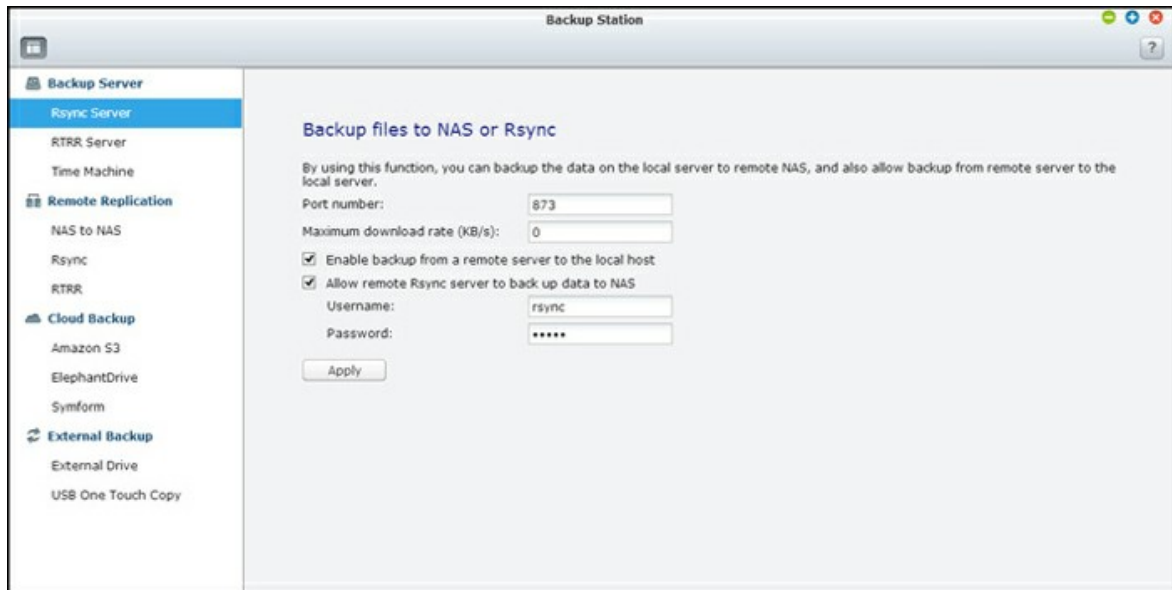 Backup Station
?
Backup Server
Rsync Server
RTRR Server
Time Machine
Remote Replication
NAS to NAS
Rsync
RTRR
Cloud Backup
Amazon S3
ElephantDrive
Symform
External Backup
External Drive
USB One Touch Copy
Backup files to NAS or Rsync
By using this function, you can backup the data on the local server to remote NAS, and also allow backup from remote server to the
local server.
Port number: 873
Maximum download rate (KB/s): 0
Enable backup from a remote server to the local host
Allow remote Rsync server to back up data to NAS
Username: rsync
Password: •••••
Apply